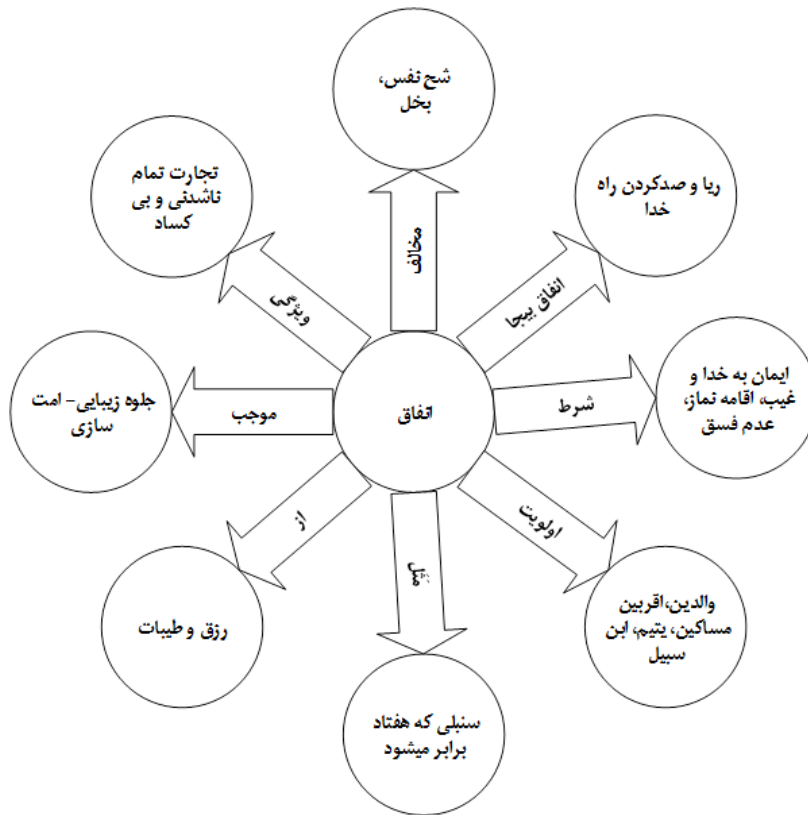 شح نفس،
بخل
مخالف
ریا و صدکردن راه
خدا
انفاق بیجا
ایمان به خدا و
غیب، اقامه نماز،
عدم فسق
شرط
والدین،اقربین
مساکین، یتیم، ابن
سبیل
اولویت
سنبلی که هفتاد
برابر میشود
مَثَل
رزق و طیبات
از
جلوه زیبایی- امت
سازی
موجب
تجارت تمام
ناشدنی و بی
کساد
ویژگی
انفاق